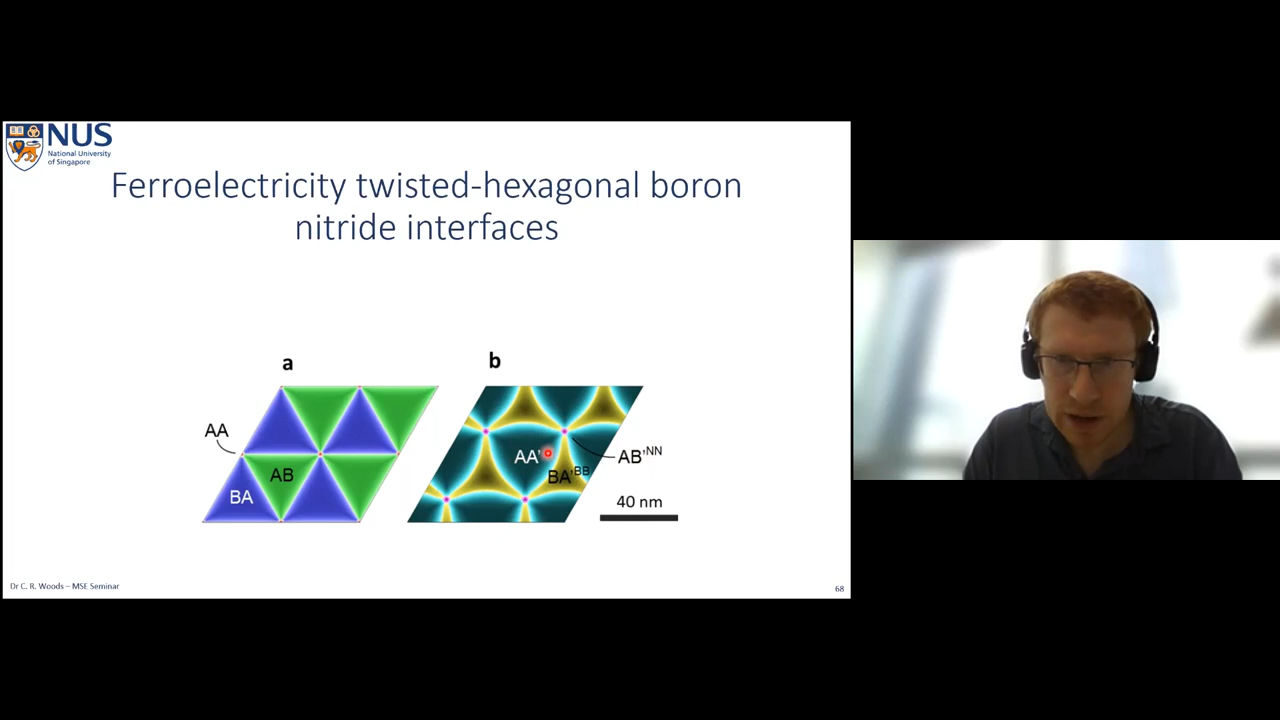 NUS
National University
of Singapore
Ferroelectricity twisted-hexagonal boron
nitride interfaces
a
b
AA
AB
BA
AA'
BA'BB
AB'NN
40 nm
Dr C. R. Woods – MSE Seminar
68